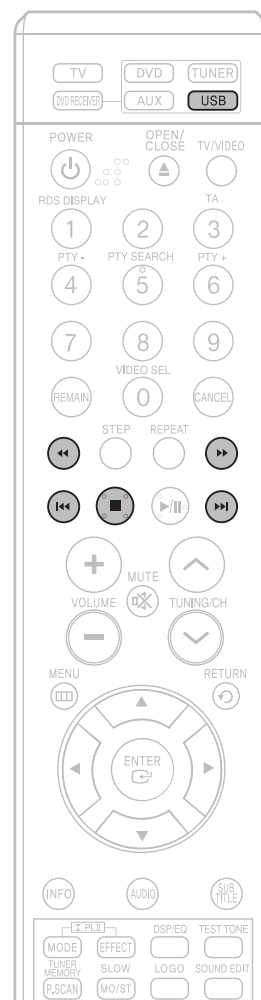 TV DVD TUNER
DVD RECEIVER AUX USB
POWER OPEN/CLOSE TV/VIDEO
RDS DISPLAY TA
1 2 3
PTY - PTY SEARCH PTY +
4 5 6
7 8 9
VIDEO SEL
REMAIN 0 CANCEL
STEP REPEAT
MUTE
VOLUME TUNING/CH
MENU RETURN
ENTER
INFO AUDIO SUB TITLE
PL II DSP/EQ TEST TONE
MODE EFFECT
TUNER MEMORY SLOW LOGO SOUND EDIT
P.SCAN MO/ST